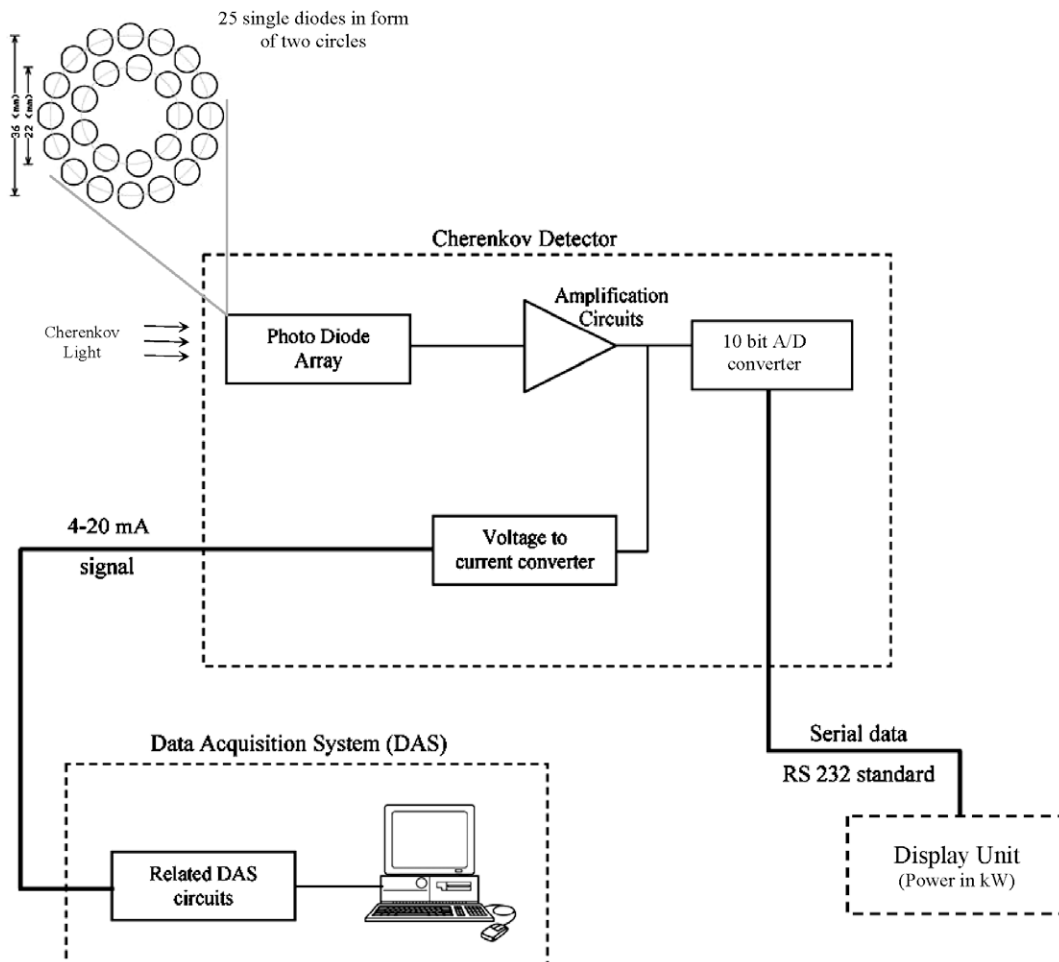 25 single diodes in form
of two circles
36 (mm)
22 (mm)
Cherenkov Detector
Cherenkov
Light
Photo Diode
Array
Amplification
Circuits
10 bit A/D
converter
4-20 mA
signal
Voltage to
current converter
Serial data
RS 232 standard
Data Acquisition System (DAS)
Related DAS
circuits
Display Unit
(Power in kW)